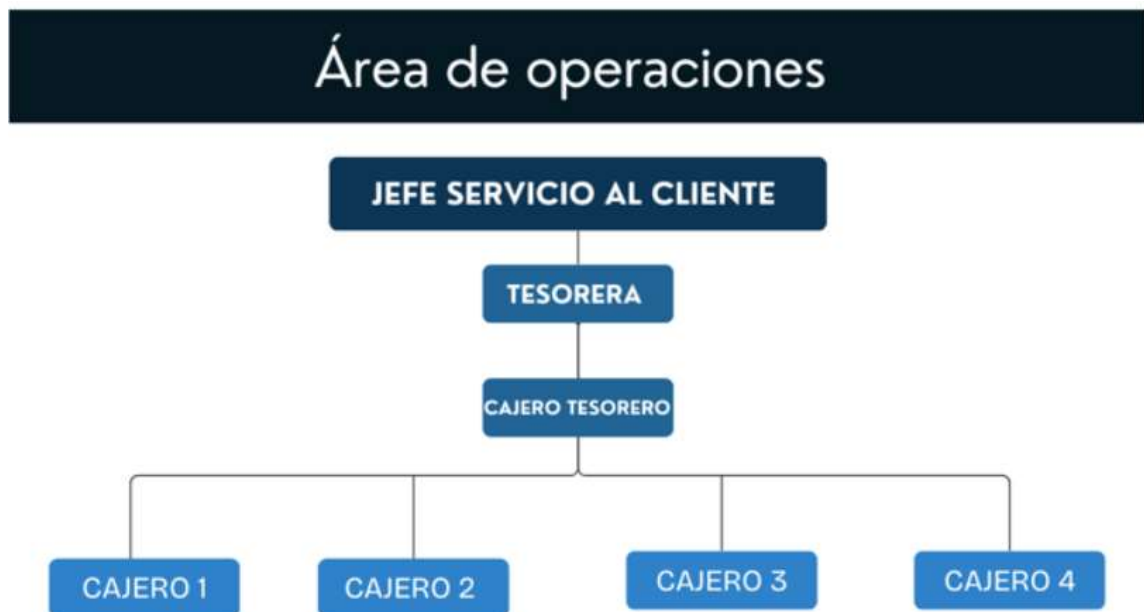 Área de operaciones
JEFE SERVICIO AL CLIENTE
TESORERA
CAJERO TESORERO
CAJERO 1
CAJERO 2
CAJERO 3
CAJERO 4